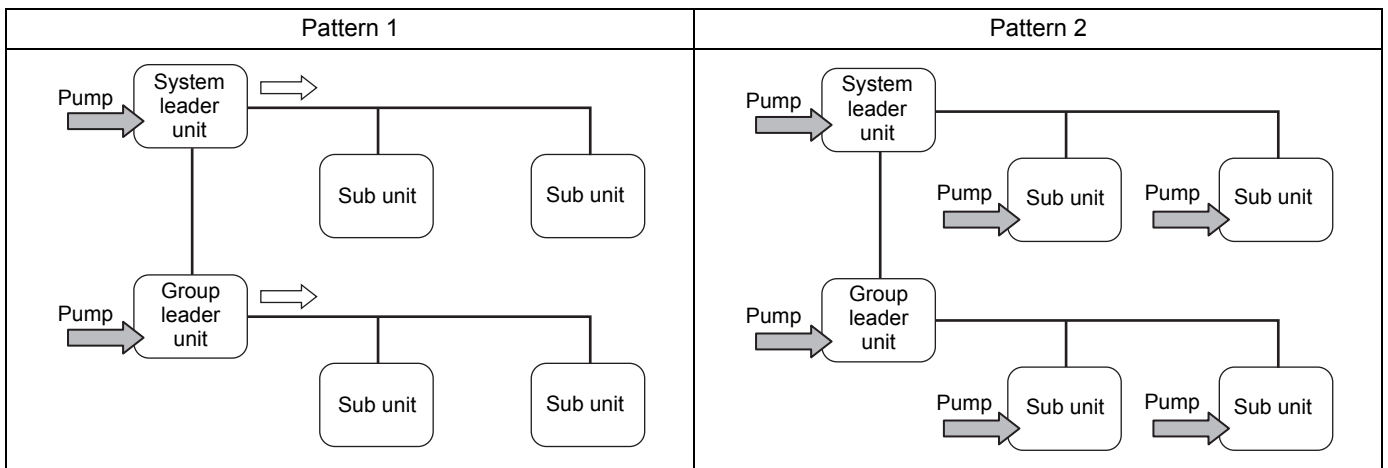 Pattern 1
Pump
System
leader
unit
Sub unit
Sub unit
Pump
Group
leader
unit
Sub unit
Sub unit
Pattern 2
Pump
System
leader
unit
Pump
Sub unit
Pump
Sub unit
Pump
Group
leader
unit
Pump
Sub unit
Pump
Sub unit